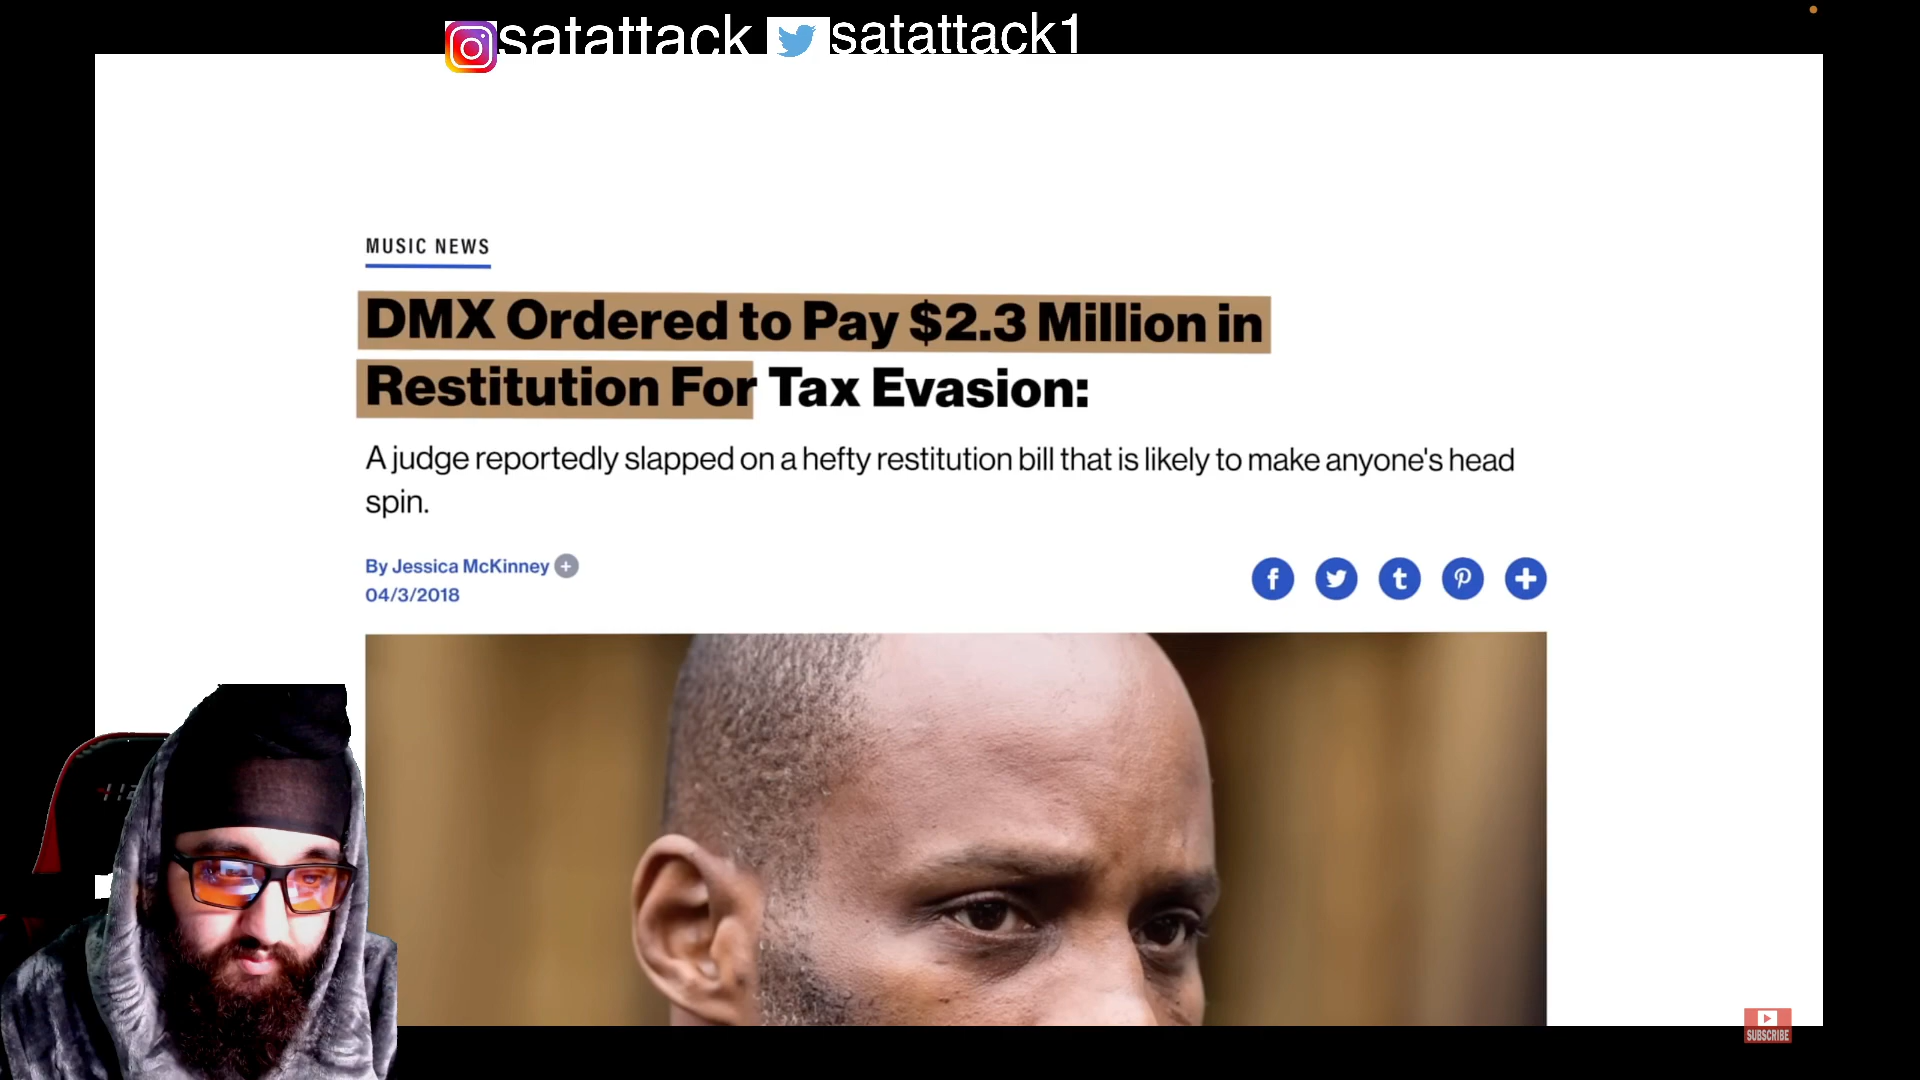 satattack satattack1
MUSIC NEWS
DMX Ordered to Pay $2.3 Million in
Restitution For Tax Evasion:
A judge reportedly slapped on a hefty restitution bill that is likely to make anyone's head
spin.
By Jessica McKinney
04/3/2018
SUBSCRIBE